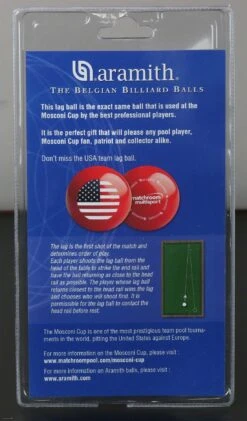 aramith®
THE BELGIAN BILLIARD BALLS
This lag ball is the exact same ball that is used at the
Mosconi Cup by the best professional players.
It is the perfect gift that will please any pool player,
Mosconi Cup fan, patriot and collector alike.
Don't miss the USA team lag ball.
matchroom
multisport
The lag is the first shot of the match and
determines order of play.
Each player shoots the lag ball from the
head of the table to strike the end rail and
have the ball returning as close to the head
rail as possible. The player whose lag ball
returns closest to the head rail wins the lag
and chooses who will shoot first. It is
permissible for the lag ball to contact the
head rail before rest.
The Mosconi Cup is one of the most prestigious team pool tourna-
ments in the world, pitting the United States against Europe.
For more information on the Mosconi Cup, please visit :
www.matchroompool.com/mosconi-cup
For more information on Aramith balls, please visit :
www.aramith.com